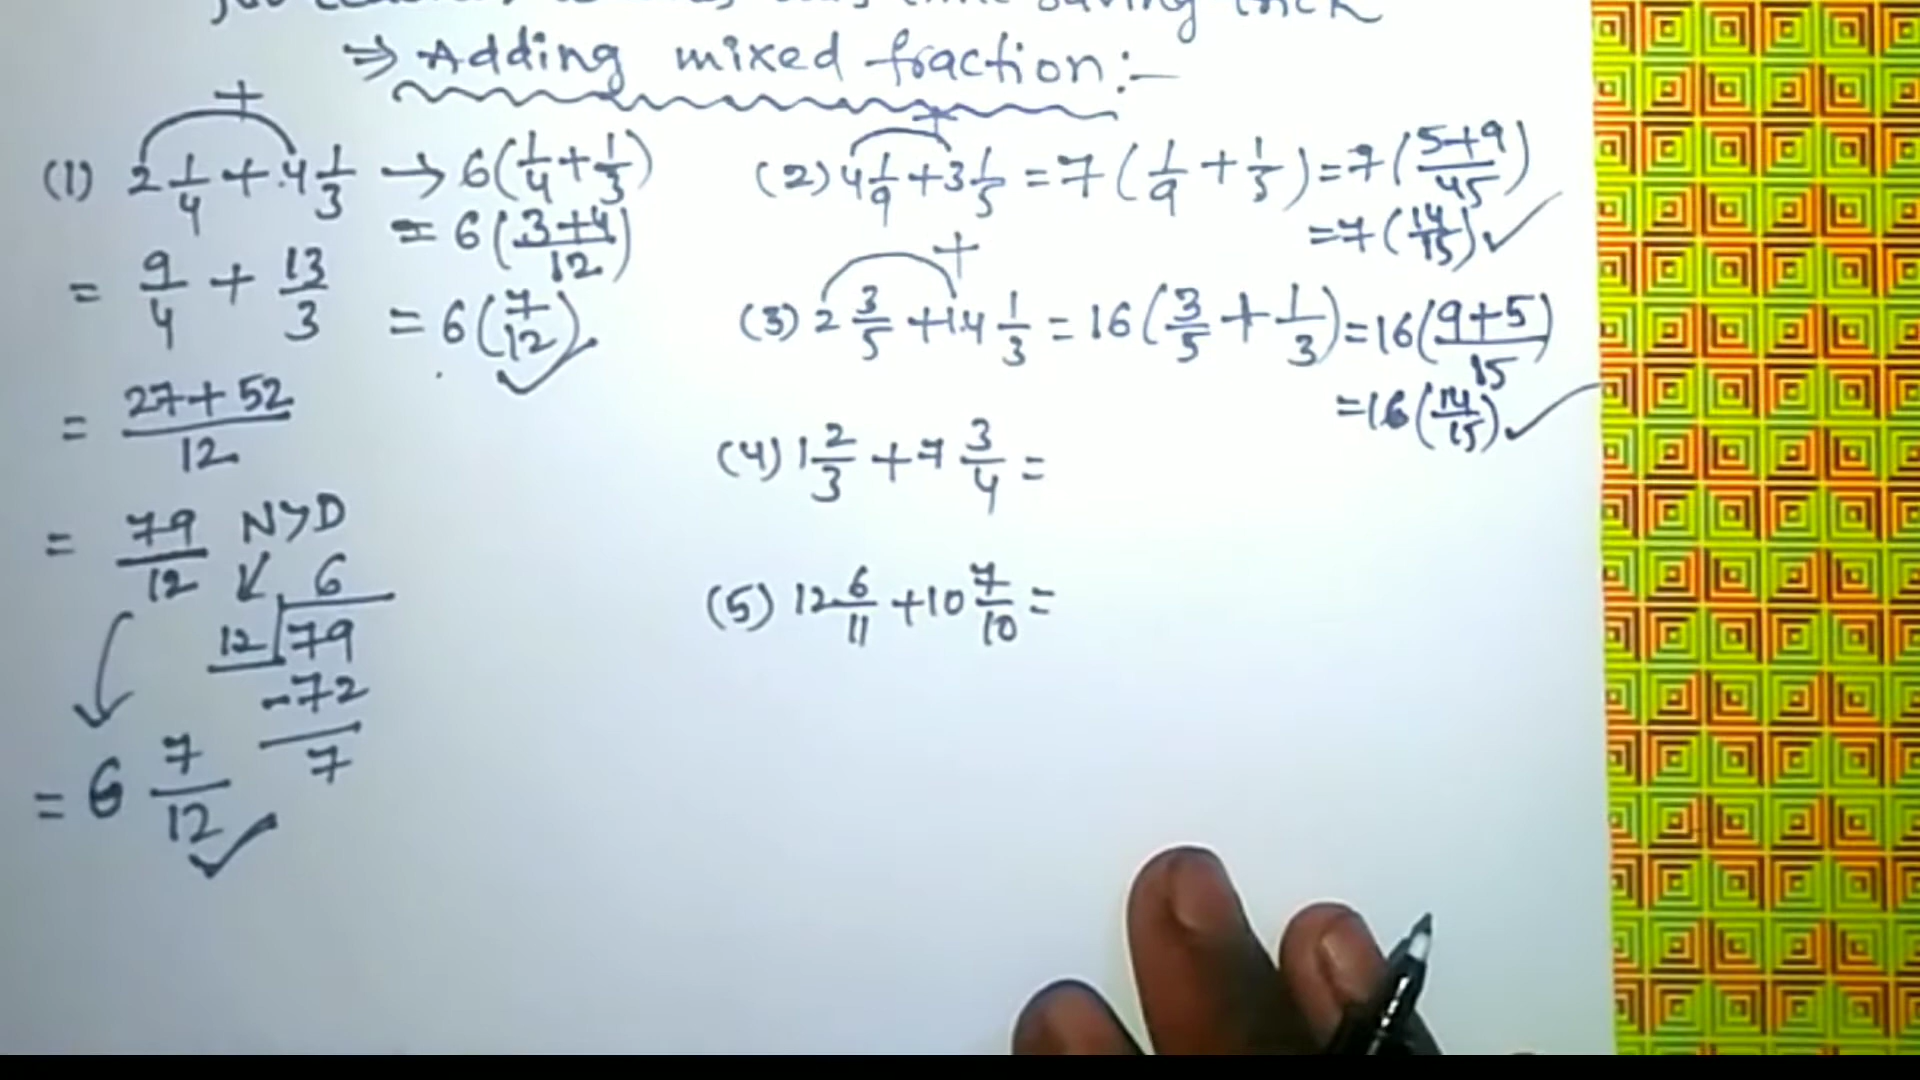 time saving trick
⇒ Adding mixed fraction:-
(1) 2 1/4 + 4 1/3 → 6(1/4 + 1/3)
= 6(3+4/12)
= 6(7/12)
= 9/4 + 13/3
= 27+52/12
= 79/12 N>D
6
12 79
-72
7
= 6 7/12
(2) 4 1/9 + 3 1/5 = 7(1/9 + 1/5) = 7(5+9/45)
= 7(14/15)
(3) 2 3/5 + 14 1/3 = 16(3/5 + 1/3) = 16(9+5/15)
= 16(14/15)
(4) 1 2/3 + 7 3/4 =
(5) 12 6/11 + 10 7/10 =